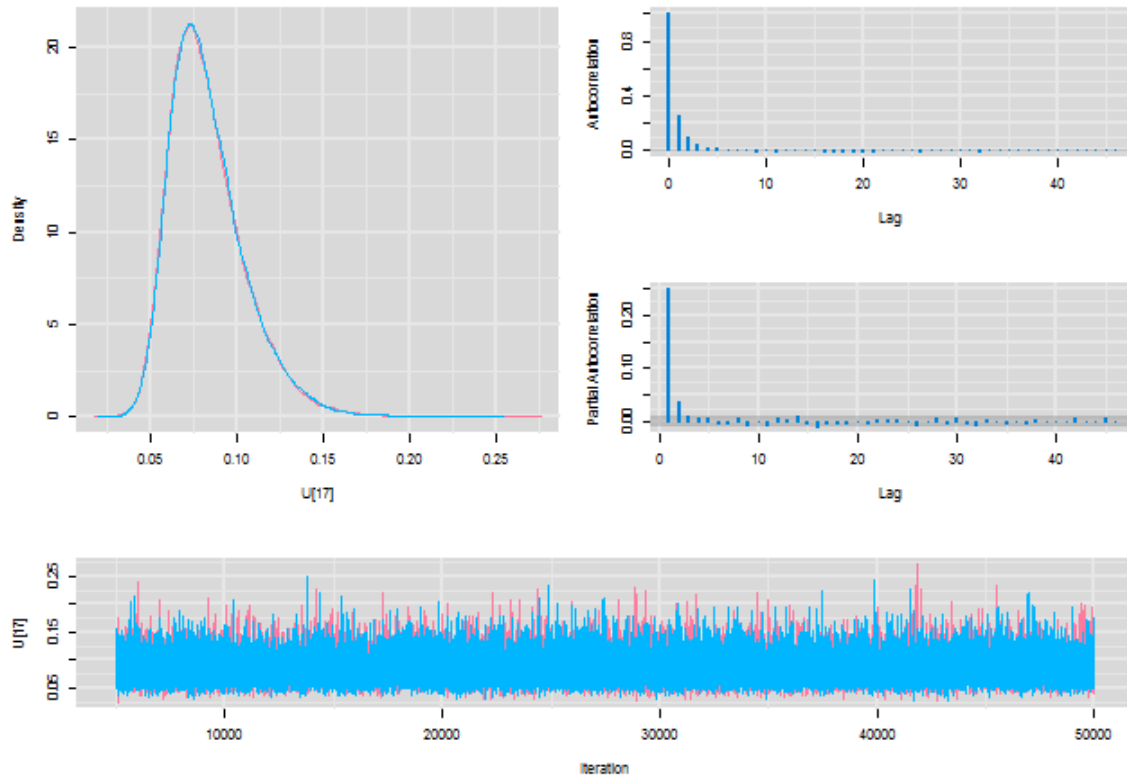 Density
0 5 10 15 20
0.05 0.10 0.15 0.20 0.25
U[17]
Autocorrelation
0.0 0.4 0.8
0 10 20 30 40
Lag
Partial Autocorrelation
0.00 0.10 0.20
0 10 20 30 40
Lag
U[17]
0.05 0.15 0.25
10000 20000 30000 40000 50000
Iteration